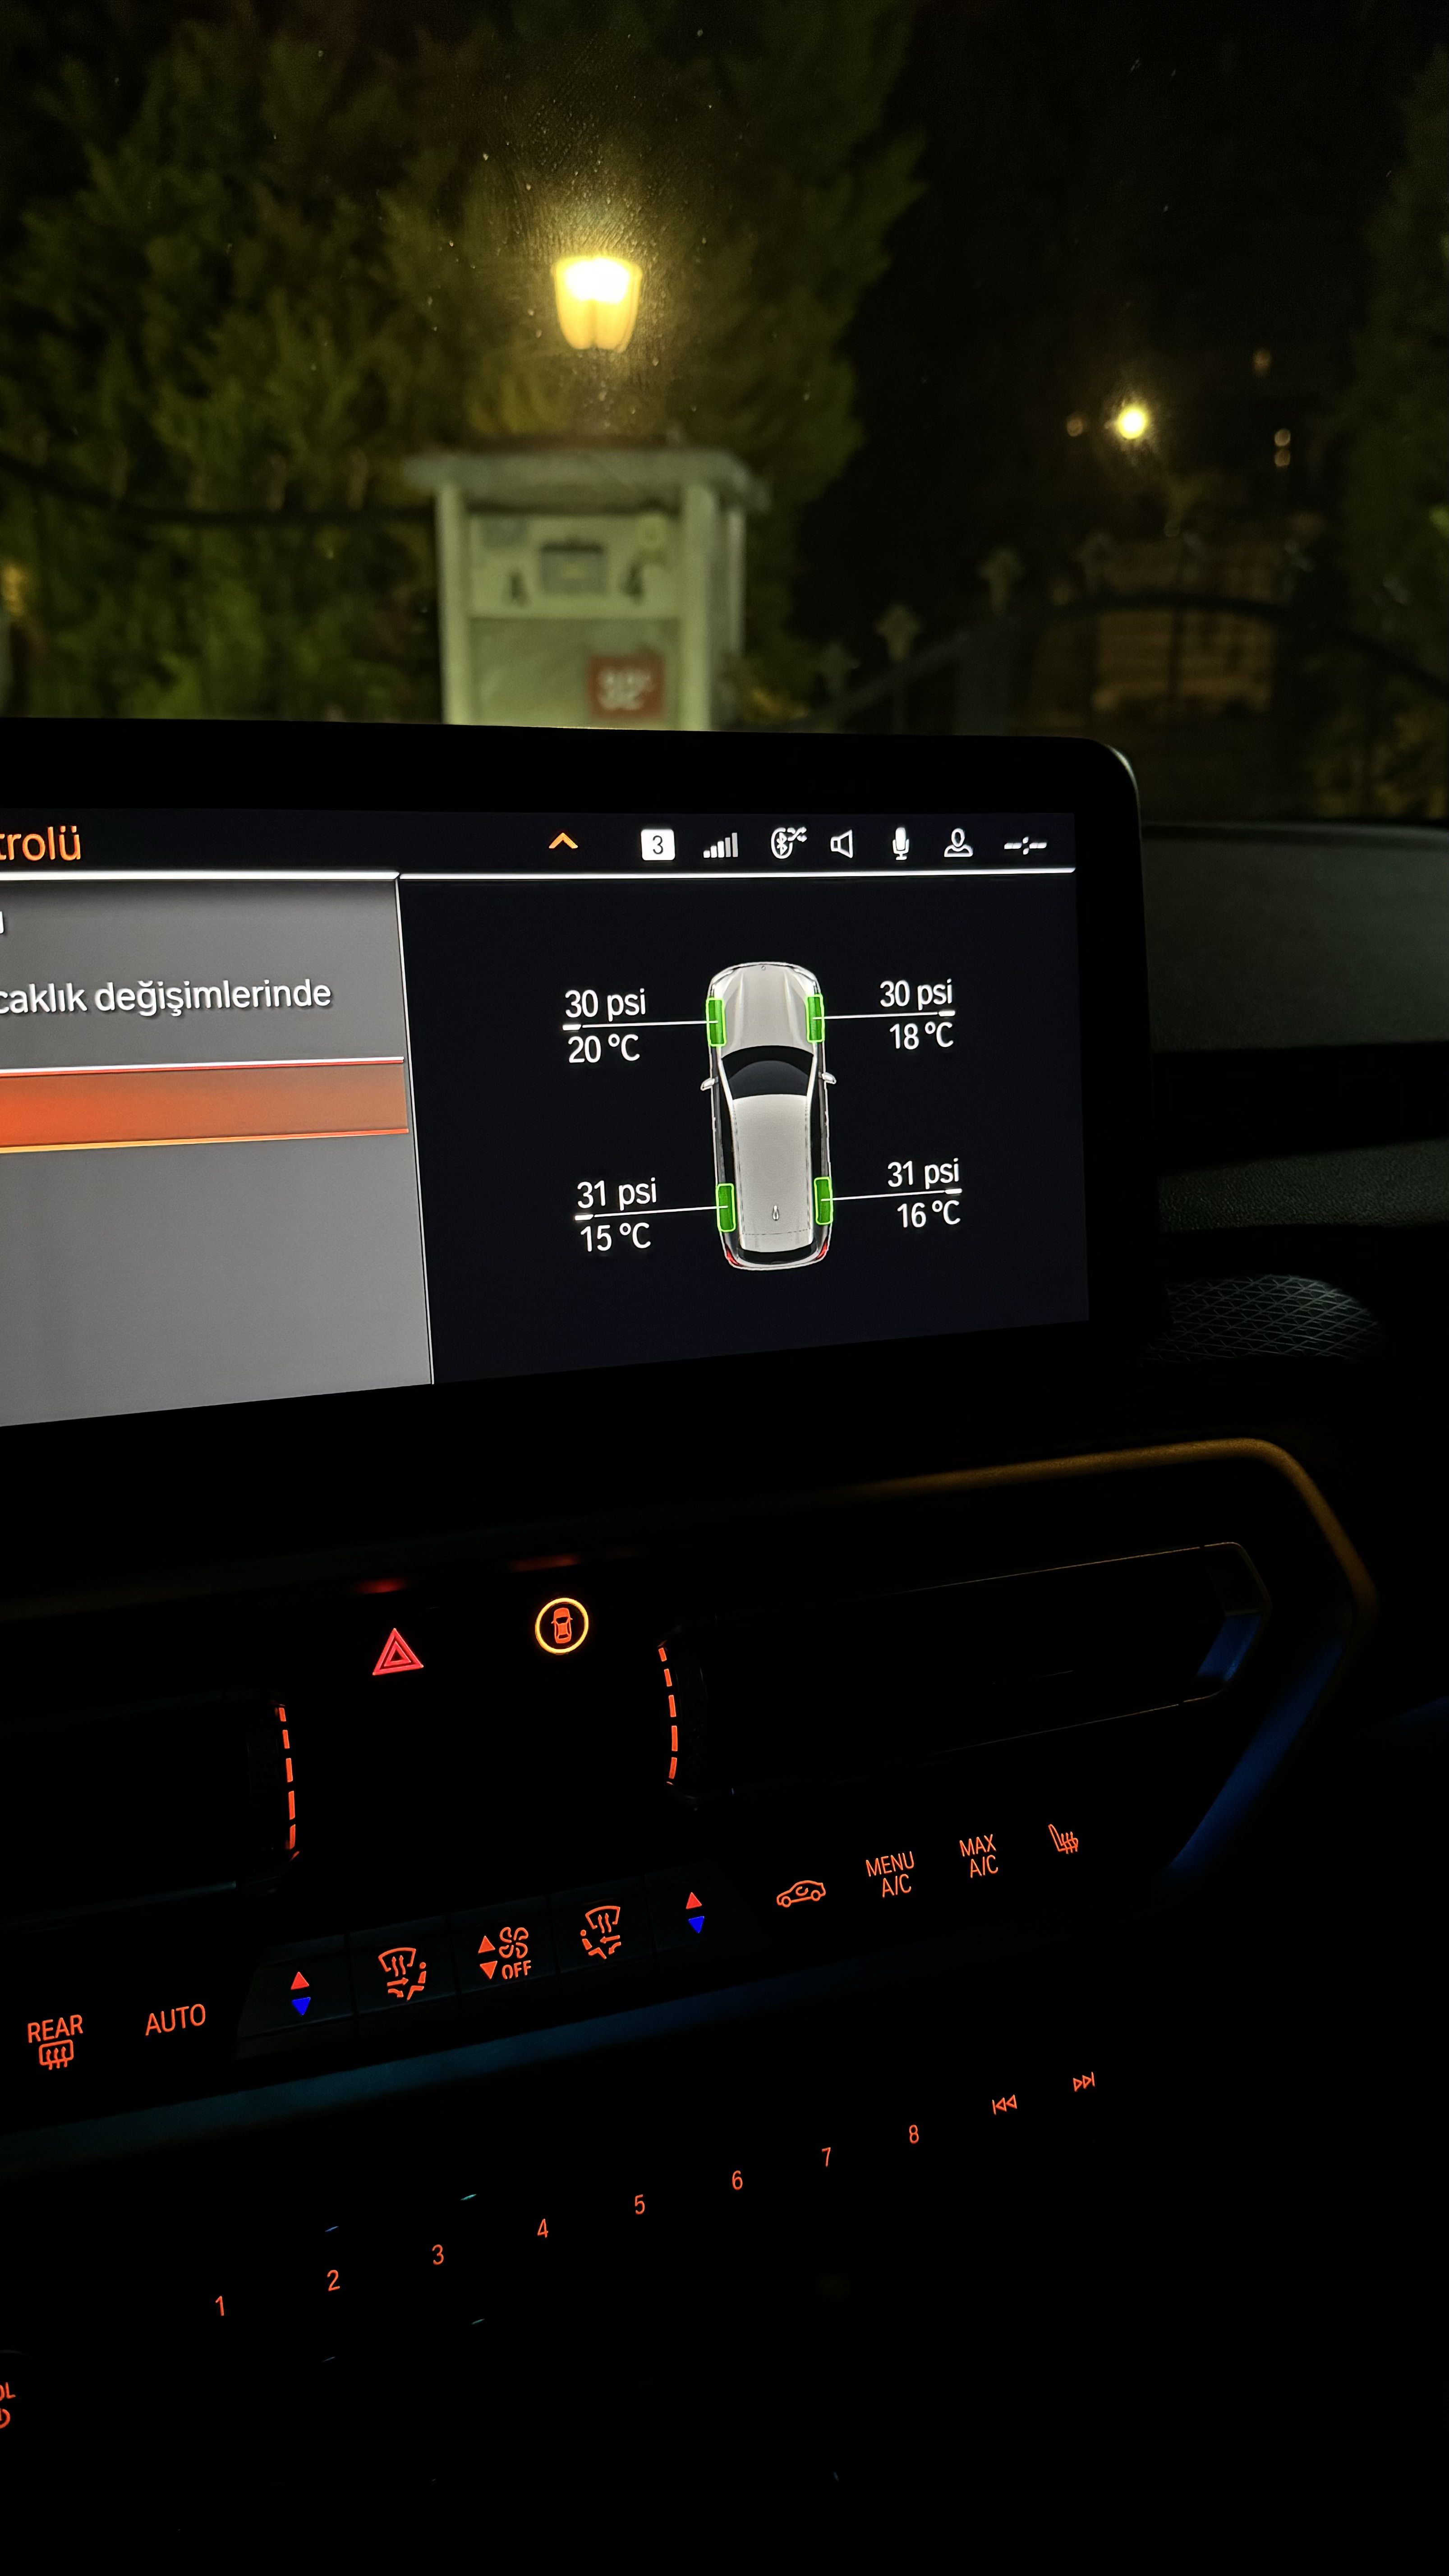 trolü
3
caklık değişimlerinde
30 psi
20 °C
30 psi
18 °C
31 psi
15 °C
31 psi
16 °C
MENU
A/C
MAX
A/C
OFF
REAR
AUTO
1
2
3
4
5
6
7
8
OL